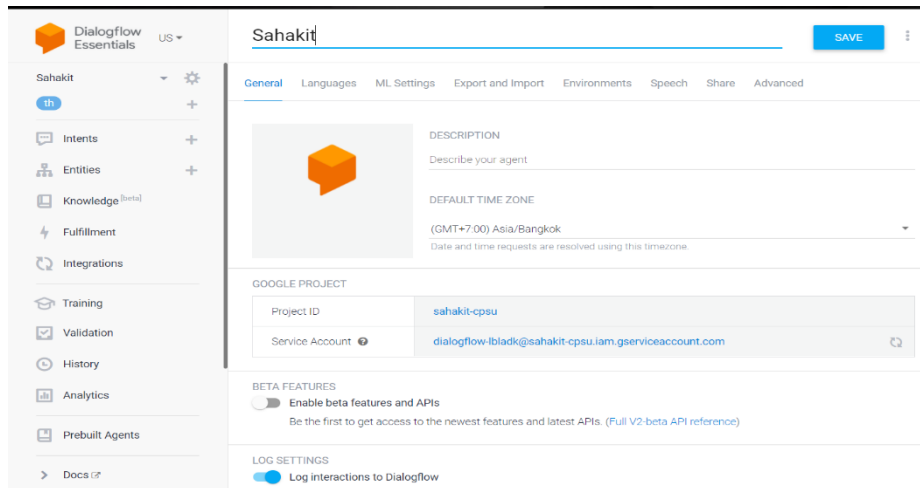 Dialogflow
Essentials
US
Sahakit
SAVE
Sahakit
th
General Languages ML Settings Export and Import Environments Speech Share Advanced
Intents
Entities
Knowledge [beta]
Fulfillment
Integrations
Training
Validation
History
Analytics
Prebuilt Agents
Docs
DESCRIPTION
Describe your agent
DEFAULT TIME ZONE
(GMT+7:00) Asia/Bangkok
Date and time requests are resolved using this timezone.
GOOGLE PROJECT
Project ID sahakit-cpsu
Service Account dialogflow-lbladk@sahakit-cpsu.iam.gserviceaccount.com
BETA FEATURES
Enable beta features and APIs
Be the first to get access to the newest features and latest APIs. (Full V2-beta API reference)
LOG SETTINGS
Log interactions to Dialogflow